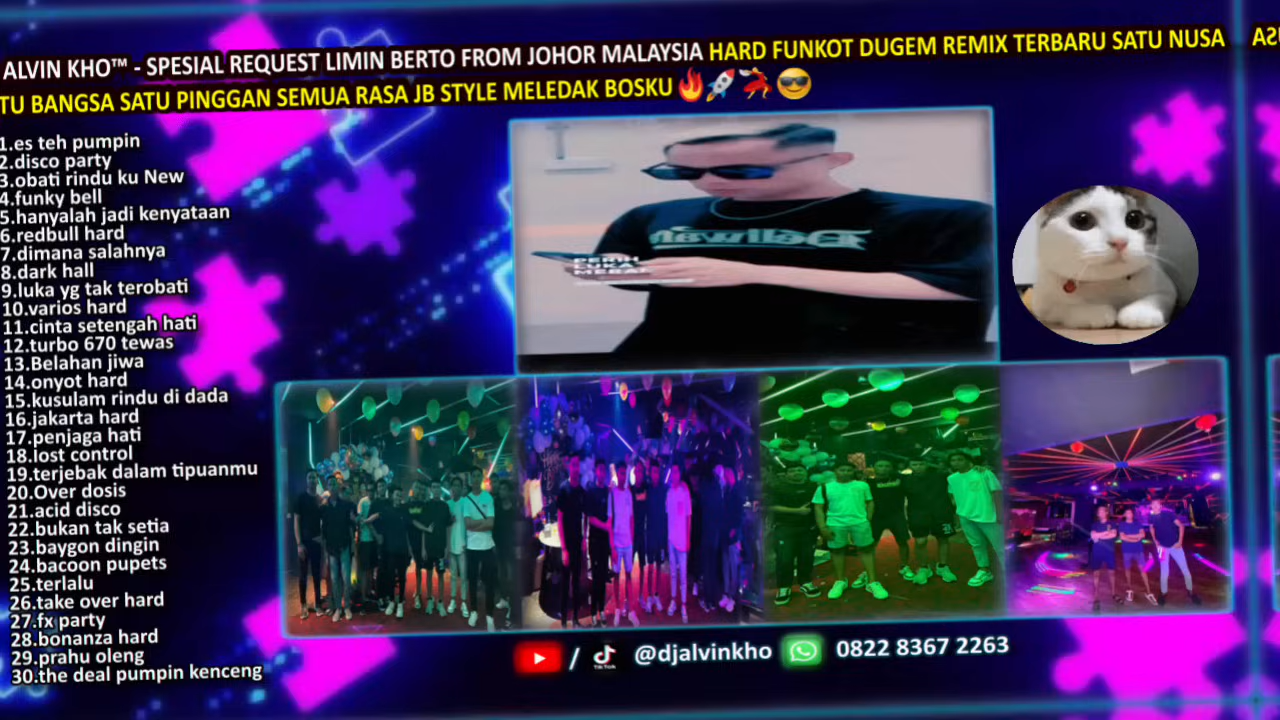 ALVIN KHO™ - SPESIAL REQUEST LIMIN BERTO FROM JOHOR MALAYSIA HARD FUNKOT DUGEM REMIX TERBARU SATU NUSA
TU BANGSA SATU PINGGAN SEMUA RASA JB STYLE MELEDAK BOSKU 🔥🚀💃😎
1.es teh pumpin
2.disco party
3.obati rindu ku New
4.funky bell
5.hanyalah jadi kenyataan
6.redbull hard
7.dimana salahnya
8.dark hall
9.luka yg tak terobati
10.varios hard
11.cinta setengah hati
12.turbo 670 tewas
13.Belahan jiwa
14.onyot hard
15.kusulam rindu di dada
16.jakarta hard
17.penjaga hati
18.lost control
19.terjebak dalam tipuanmu
20.Over dosis
21.acid disco
22.bukan tak setia
23.baygon dingin
24.bacoon pupets
25.terlalu
26.take over hard
27.fx party
28.bonanza hard
29.prahu oleng
30.the deal pumpin kenceng
PERIH
LUKA
/ TikTok @djalvinkho 0822 8367 2263